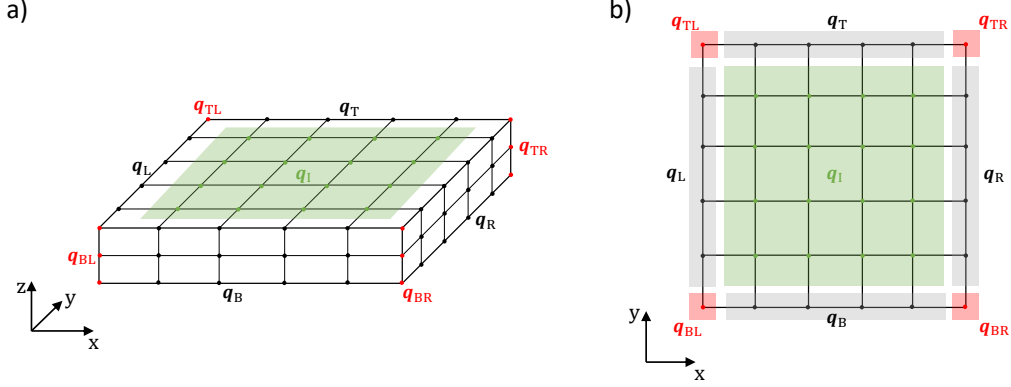 a)
q_TL
q_T
q_TR
q_L
q_I
q_R
q_BL
q_B
q_BR
z
y
x
b)
q_TL
q_T
q_TR
q_L
q_I
q_R
q_BL
q_B
q_BR
y
x